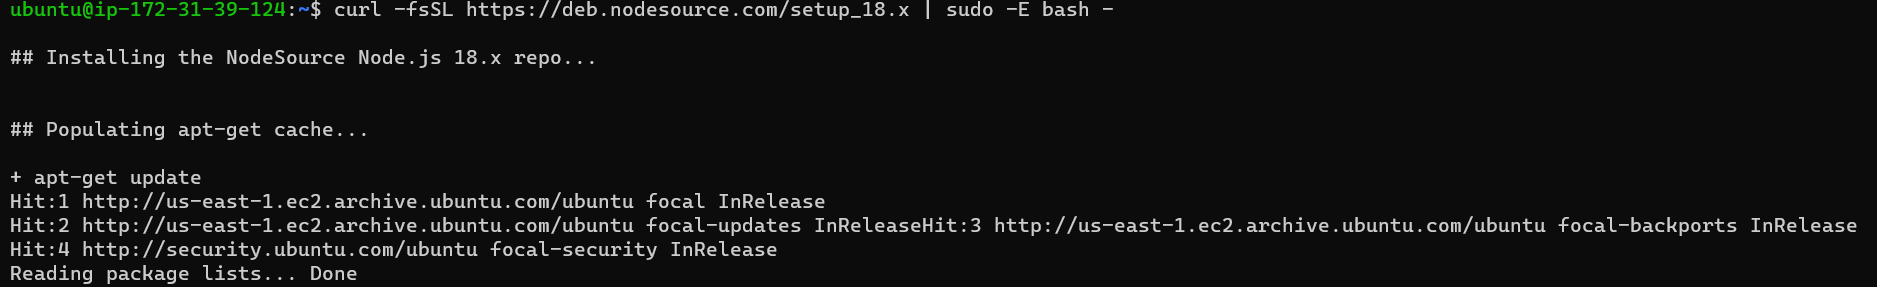 ubuntu@ip-172-31-39-124:~$ curl -fsSL https://deb.nodesource.com/setup_18.x | sudo -E bash -
## Installing the NodeSource Node.js 18.x repo...
## Populating apt-get cache...
+ apt-get update
Hit:1 http://us-east-1.ec2.archive.ubuntu.com/ubuntu focal InRelease
Hit:2 http://us-east-1.ec2.archive.ubuntu.com/ubuntu focal-updates InReleaseHit:3 http://us-east-1.ec2.archive.ubuntu.com/ubuntu focal-backports InRelease
Hit:4 http://security.ubuntu.com/ubuntu focal-security InRelease
Reading package lists... Done